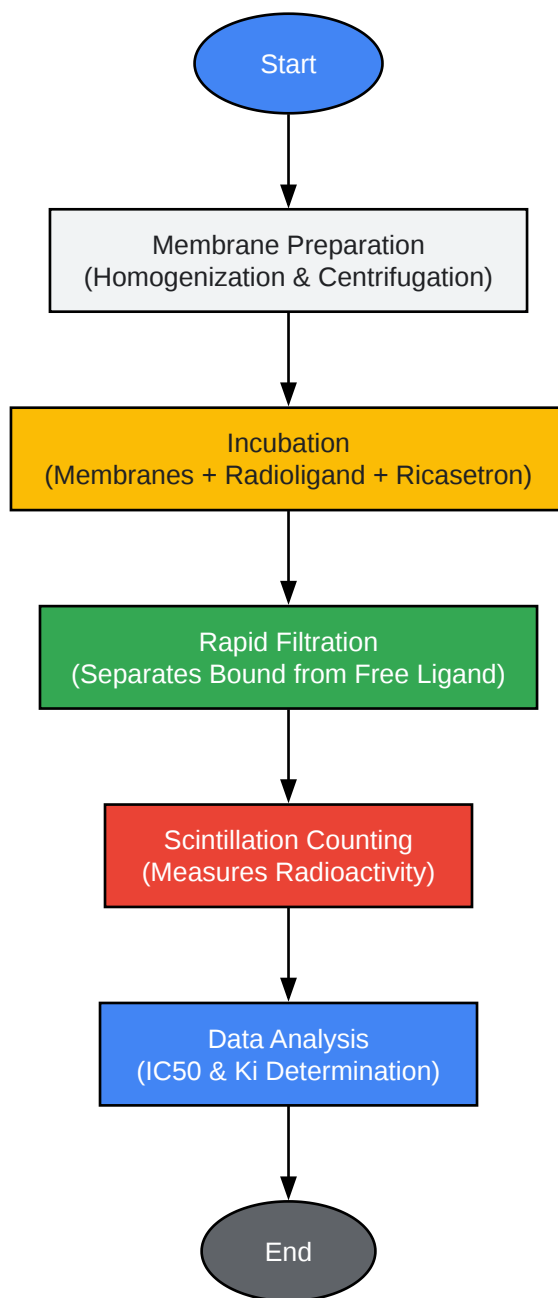 Start
Membrane Preparation
(Homogenization & Centrifugation)
Incubation
(Membranes + Radioligand + Ricasetron)
Rapid Filtration
(Separates Bound from Free Ligand)
Scintillation Counting
(Measures Radioactivity)
Data Analysis
(IC50 & Ki Determination)
End